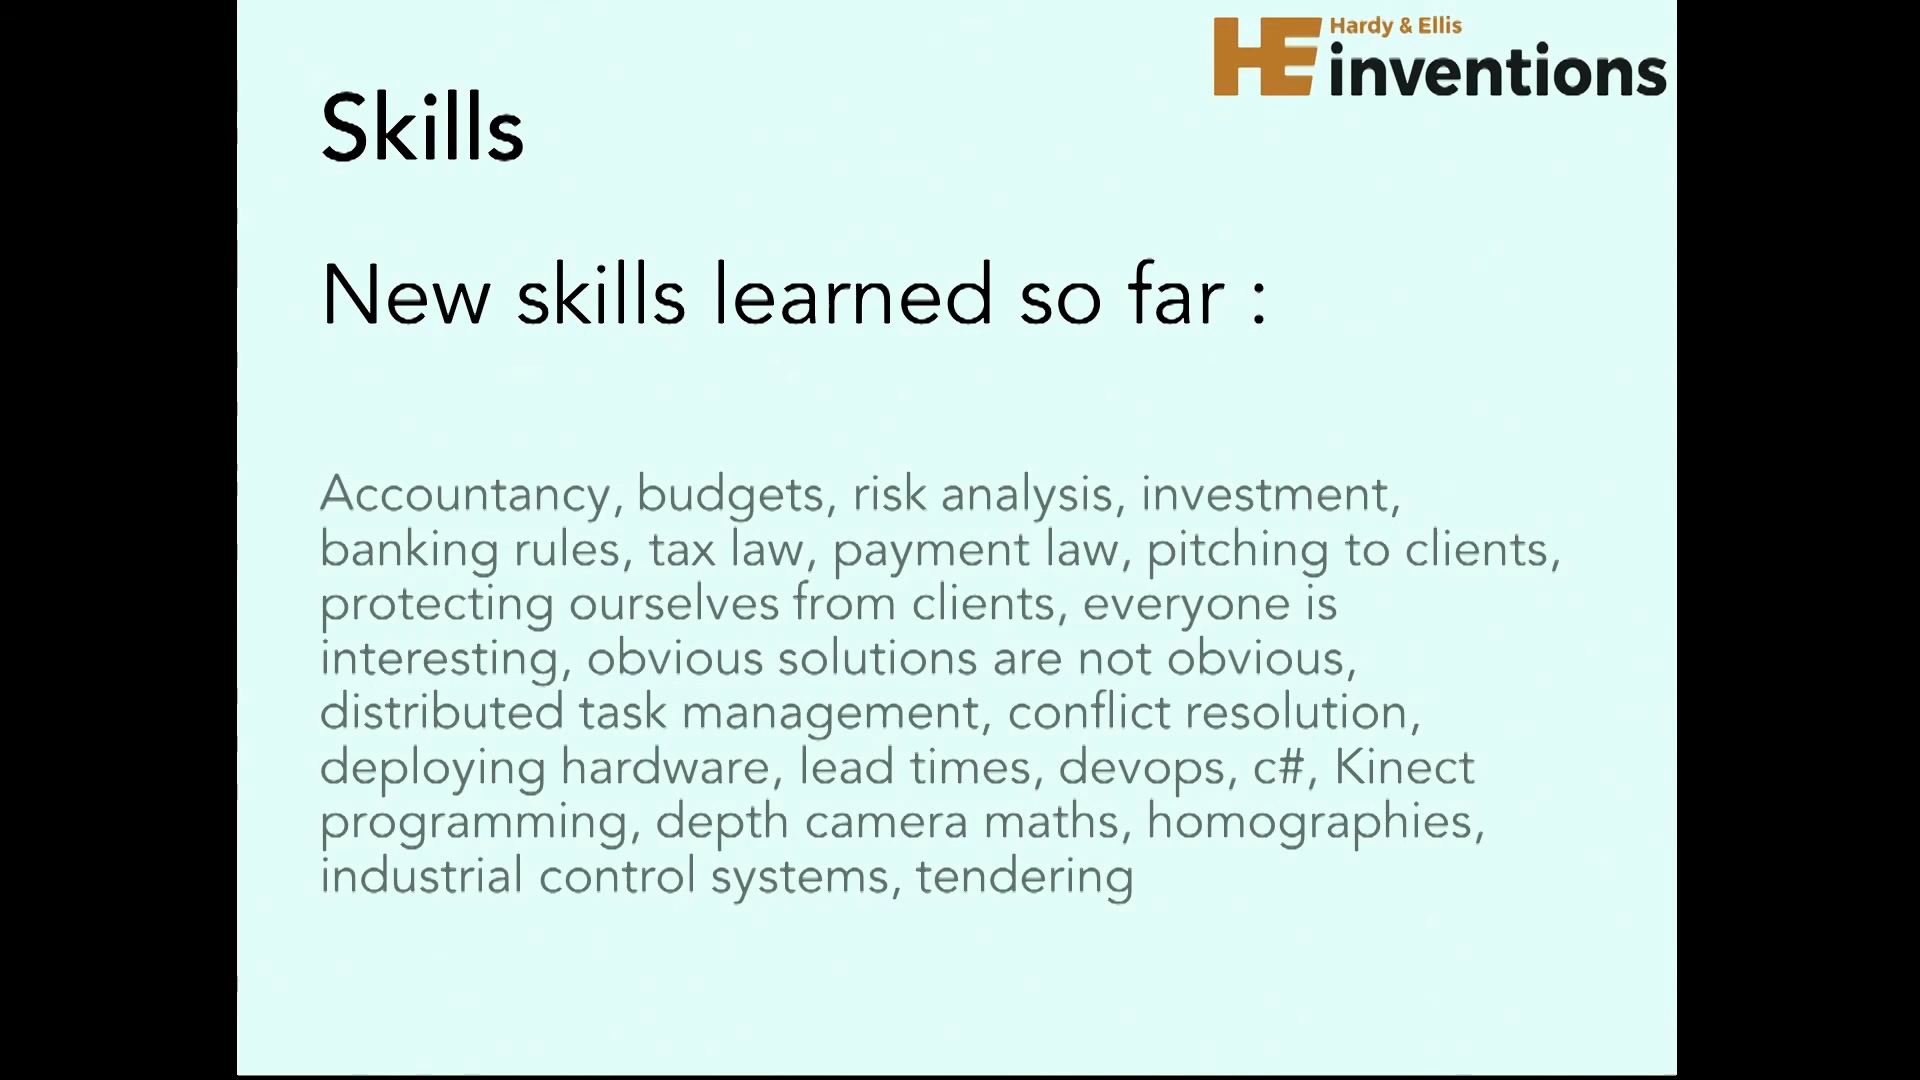 Hardy & Ellis
HE inventions
Skills
New skills learned so far :
Accountancy, budgets, risk analysis, investment,
banking rules, tax law, payment law, pitching to clients,
protecting ourselves from clients, everyone is
interesting, obvious solutions are not obvious,
distributed task management, conflict resolution,
deploying hardware, lead times, devops, c#, Kinect
programming, depth camera maths, homographies,
industrial control systems, tendering